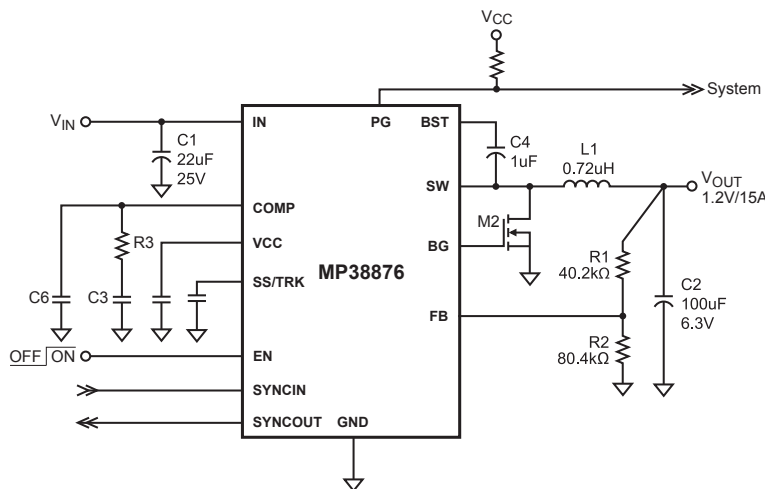 VCC
System
VIN
IN
PG
BST
C1
22uF
25V
C4
1uF
L1
0.72uH
SW
VOUT
1.2V/15A
COMP
R3
M2
VCC
BG
MP38876
R1
40.2kΩ
SS/TRK
C6
C3
C2
100uF
6.3V
FB
R2
80.4kΩ
OFF ON
EN
SYNCIN
SYNCOUT
GND